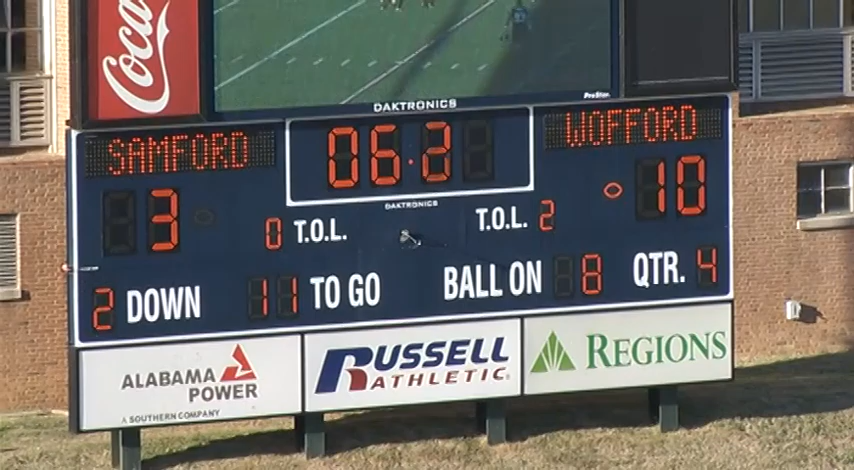 Coca
DAKTRONICS
ProStar
SAMFORD 06.2 WOFFORD
DAKTRONICS
3 10
0 T.O.L. T.O.L. 2
2 DOWN 11 TO GO BALL ON 8 QTR. 4
ALABAMA POWER
A SOUTHERN COMPANY
RUSSELL ATHLETIC
REGIONS